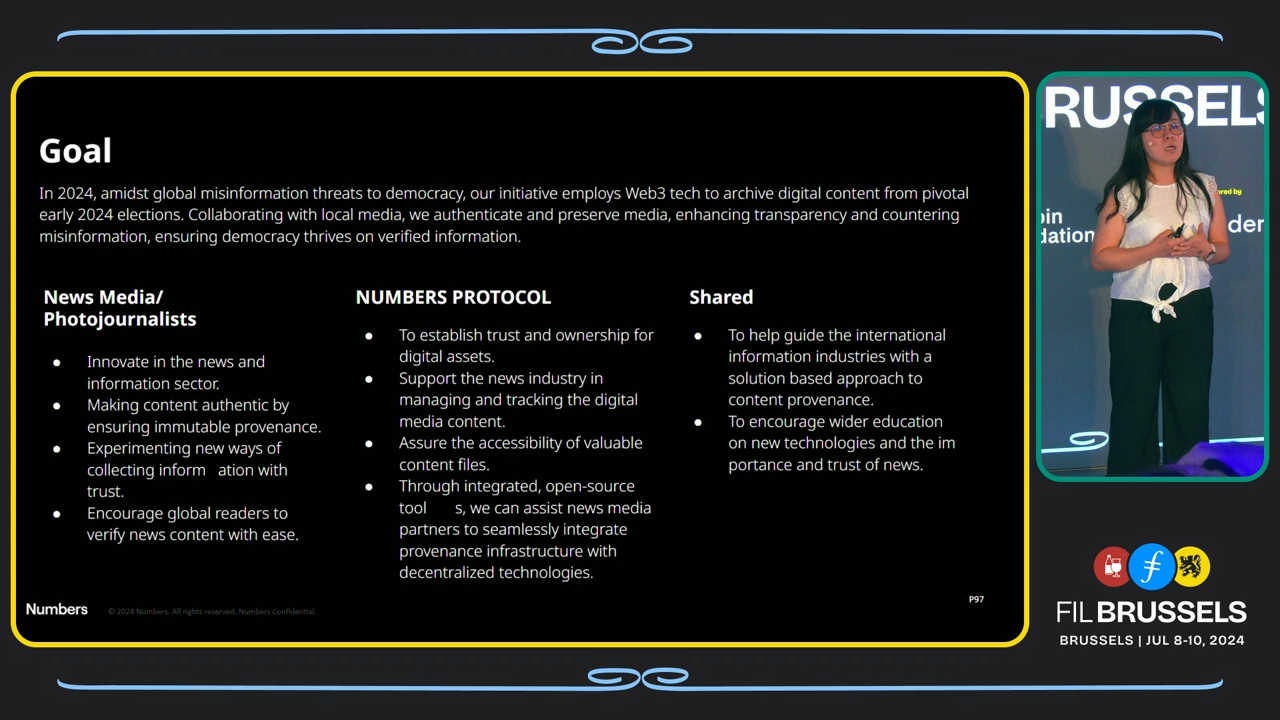 Goal
In 2024, amidst global misinformation threats to democracy, our initiative employs Web3 tech to archive digital content from pivotal
early 2024 elections. Collaborating with local media, we authenticate and preserve media, enhancing transparency and countering
misinformation, ensuring democracy thrives on verified information.
News Media/
Photojournalists
● Innovate in the news and
information sector.
● Making content authentic by
ensuring immutable provenance.
● Experimenting new ways of
collecting inform ation with
trust.
● Encourage global readers to
verify news content with ease.
NUMBERS PROTOCOL
● To establish trust and ownership for
digital assets.
● Support the news industry in
managing and tracking the digital
media content.
● Assure the accessibility of valuable
content files.
● Through integrated, open-source
tool s, we can assist news media
partners to seamlessly integrate
provenance infrastructure with
decentralized technologies.
Shared
● To help guide the international
information industries with a
solution based approach to
content provenance.
● To encourage wider education
on new technologies and the im
portance and trust of news.
Numbers
© 2024 Numbers. All rights reserved. Numbers Confidential.
P97
BRUSSELS
FIL BRUSSELS
BRUSSELS | JUL 8-10, 2024